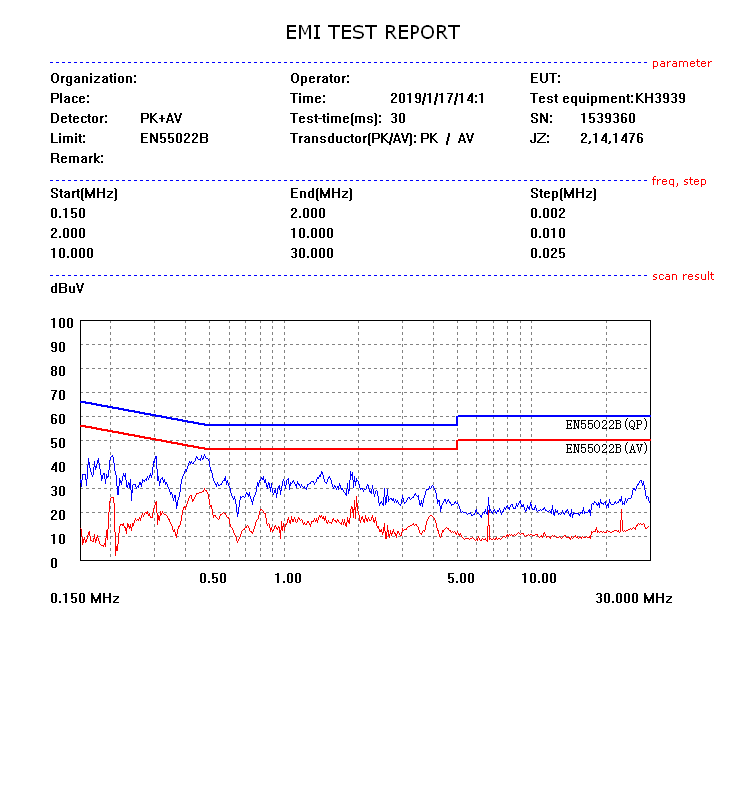 EMI TEST REPORT
parameter
Organization: Operator: EUT:
Place: Time: 2019/1/17/14:1 Test equipment:KH3939
Detector: PK+AV Test-time(ms): 30 SN: 1539360
Limit: EN55022B Transductor(PK/AV): PK / AV JZ: 2,14,1476
Remark:
freq, step
Start(MHz) End(MHz) Step(MHz)
0.150 2.000 0.002
2.000 10.000 0.010
10.000 30.000 0.025
scan result
dBuV
100
90
80
70
60
EN55022B(QP)
50
EN55022B(AV)
40
30
20
10
0
0.50 1.00 5.00 10.00
0.150 MHz 30.000 MHz